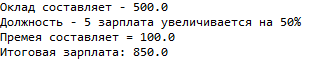 Оклад составляет - 500.0
Должность - 5 зарплата увеличивается на 50%
Премея составляет = 100.0
Итоговая зарплата: 850.0